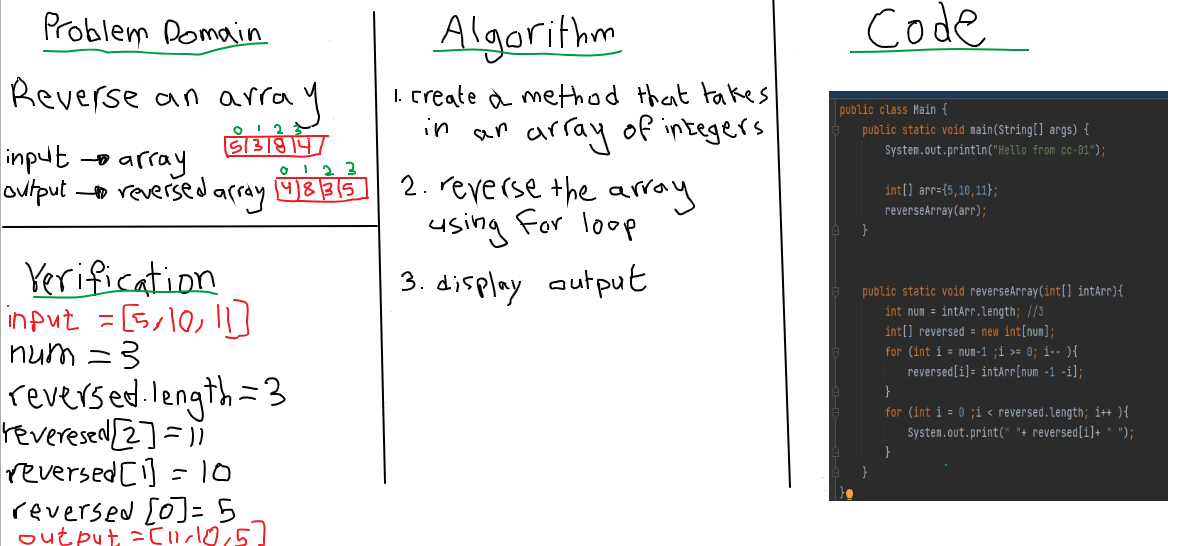 Problem Domain
Reverse an array
0 1 2 3
5 3 8 4
input → array
0 1 2 3
output → reversed array 4 8 3 5
Verification
input = [5, 10, 11]
num = 3
reversed.length = 3
reveresed[2] = 11
reversed[1] = 10
reversed [0] = 5
output = [11, 10, 5]
Algorithm
1. create a method that takes
in an array of integers
2. reverse the array
using For loop
3. display output
Code
public class Main {
public static void main(String[] args) {
System.out.println("Hello from cc-01");
int[] arr={5,10,11};
reverseArray(arr);
}
public static void reverseArray(int[] intArr){
int num = intArr.length; //3
int[] reversed = new int[num];
for (int i = num-1 ;i >= 0; i-- ){
reversed[i]= intArr[num -1 -i];
}
for (int i = 0 ;i < reversed.length; i++ ){
System.out.print(" "+ reversed[i]+ " ");
}
}
}